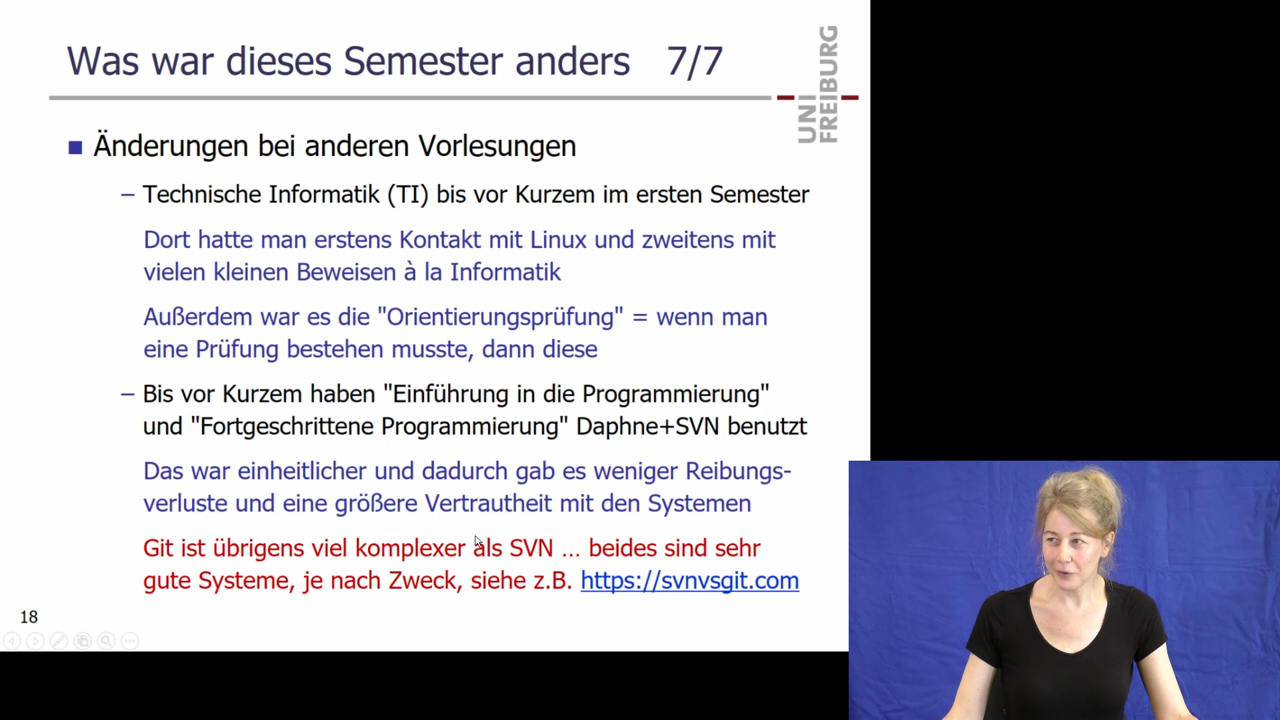 Was war dieses Semester anders 7/7
UNI
FREIBURG
Änderungen bei anderen Vorlesungen
– Technische Informatik (TI) bis vor Kurzem im ersten Semester
Dort hatte man erstens Kontakt mit Linux und zweitens mit
vielen kleinen Beweisen à la Informatik
Außerdem war es die "Orientierungsprüfung" = wenn man
eine Prüfung bestehen musste, dann diese
– Bis vor Kurzem haben "Einführung in die Programmierung"
und "Fortgeschrittene Programmierung" Daphne+SVN benutzt
Das war einheitlicher und dadurch gab es weniger Reibungs-
verluste und eine größere Vertrautheit mit den Systemen
Git ist übrigens viel komplexer als SVN … beides sind sehr
gute Systeme, je nach Zweck, siehe z.B. https://svnvsgit.com
18